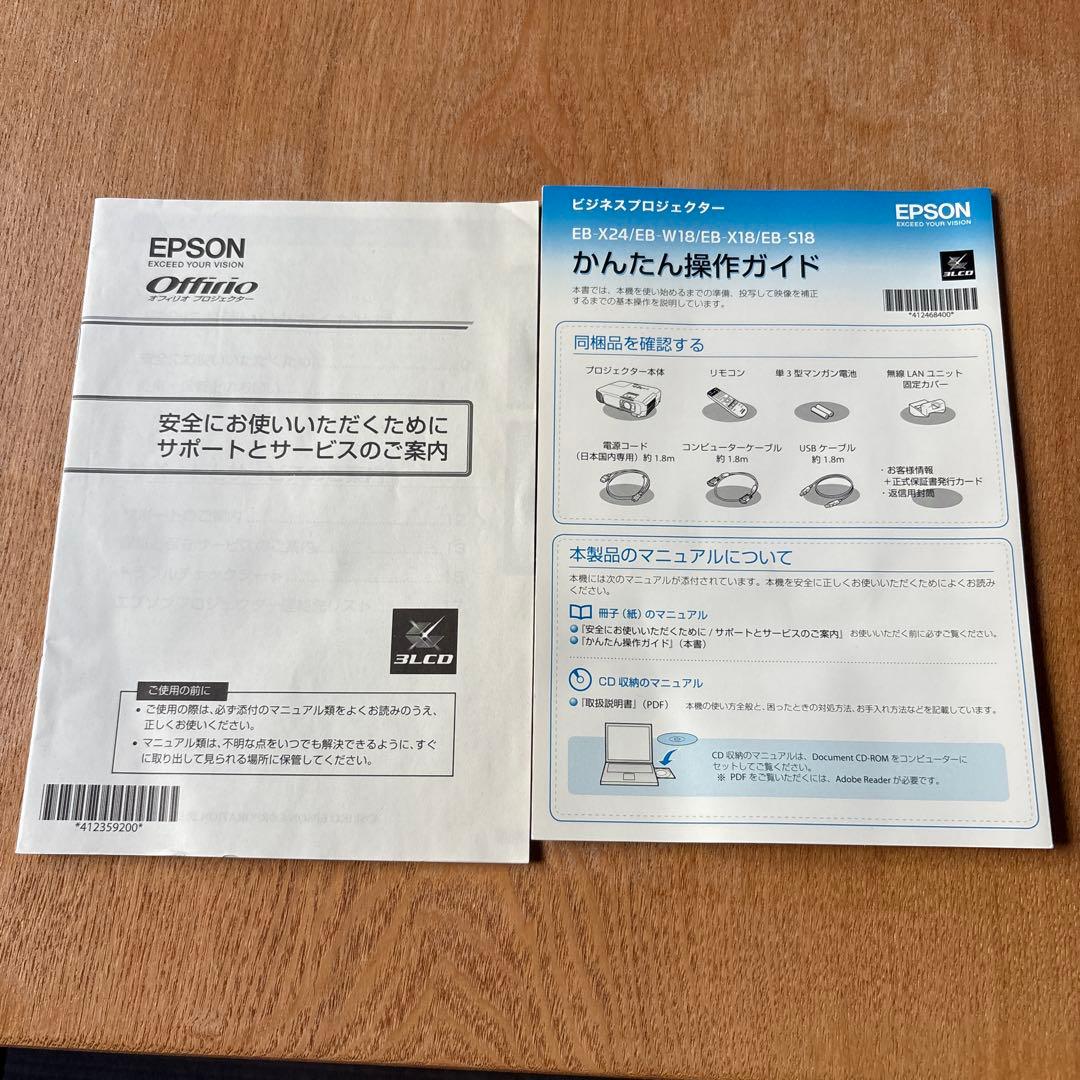 EPSON
EXCEED YOUR VISION
Offirio
オフィリオ プロジェクター
安全にお使いいただくために
サポートとサービスのご案内
3LCD
ご使用の前に
• ご使用の際は、必ず添付のマニュアル類をよくお読みのうえ、
正しくお使いください。
• マニュアル類は、不明な点をいつでも解決できるように、すぐ
に取り出して見られる場所に保管してください。
*412359200*
ビジネスプロジェクター
EPSON
EXCEED YOUR VISION
EB-X24/EB-W18/EB-X18/EB-S18
かんたん操作ガイド
3LCD
本書では、本機を使い始めるまでの準備、投写して映像を補正
するまでの基本操作を説明しています。
*412468400*
同梱品を確認する
プロジェクター本体
リモコン
単3型マンガン電池
無線 LAN ユニット
固定カバー
電源コード
(日本国内専用) 約 1.8m
コンピューターケーブル
約 1.8m
USB ケーブル
約 1.8m
・お客様情報
+正式保証書発行カード
・返信用封筒
本製品のマニュアルについて
本機には次のマニュアルが添付されています。本機を安全に正しくお使いいただくためによくお読み
ください。
冊子 (紙) のマニュアル
『安全にお使いいただくために / サポートとサービスのご案内』 お使いいただく前に必ずご覧ください。
『かんたん操作ガイド』(本書)
CD 収納のマニュアル
『取扱説明書』(PDF) 本機の使い方全般と、困ったときの対処方法、お手入れ方法などを記載しています。
CD 収納のマニュアルは、Document CD-ROM をコンピューターに
セットしてご覧ください。
※ PDF をご覧いただくには、Adobe Reader が必要です。